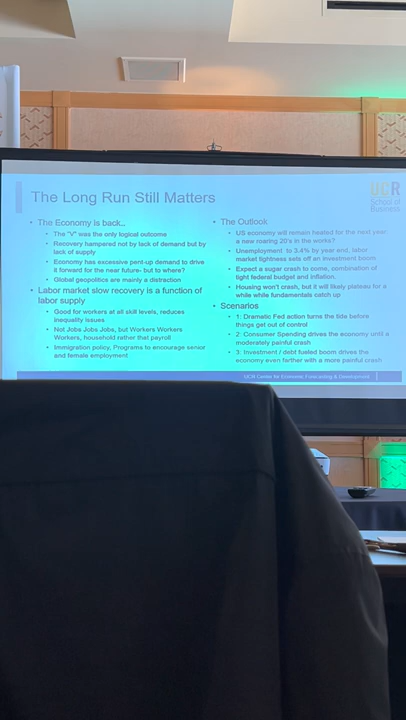 The Long Run Still Matters
UCR
School of
Business
• The Economy is back...
• The "V" was the only logical outcome
• Recovery hampered not by lack of demand but by
lack of supply
• Economy has excessive pent-up demand to drive
it forward for the near future- but to where?
• Global geopolitics are mainly a distraction
• Labor market slow recovery is a function of
labor supply
• Good for workers at all skill levels, reduces
inequality issues
• Not Jobs Jobs Jobs, but Workers Workers
Workers, household rather that payroll
• Immigration policy, Programs to encourage senior
and female employment
• The Outlook
• US economy will remain heated for the next year
a new roaring 20's in the works?
• Unemployment to 3.4% by year end, labor
market tightness sets off an investment boom
• Expect a sugar crash to come, combination of
tight federal budget and inflation.
• Housing won't crash, but it will likely plateau for a
while while fundamentals catch up
• Scenarios
• 1: Dramatic Fed action turns the tide before
things get out of control
• 2: Consumer Spending drives the economy until a
moderately painful crash
• 3: Investment / debt fueled boom drives the
economy even farther with a more painful crash
UCR Center for Economic Forecasting & Development